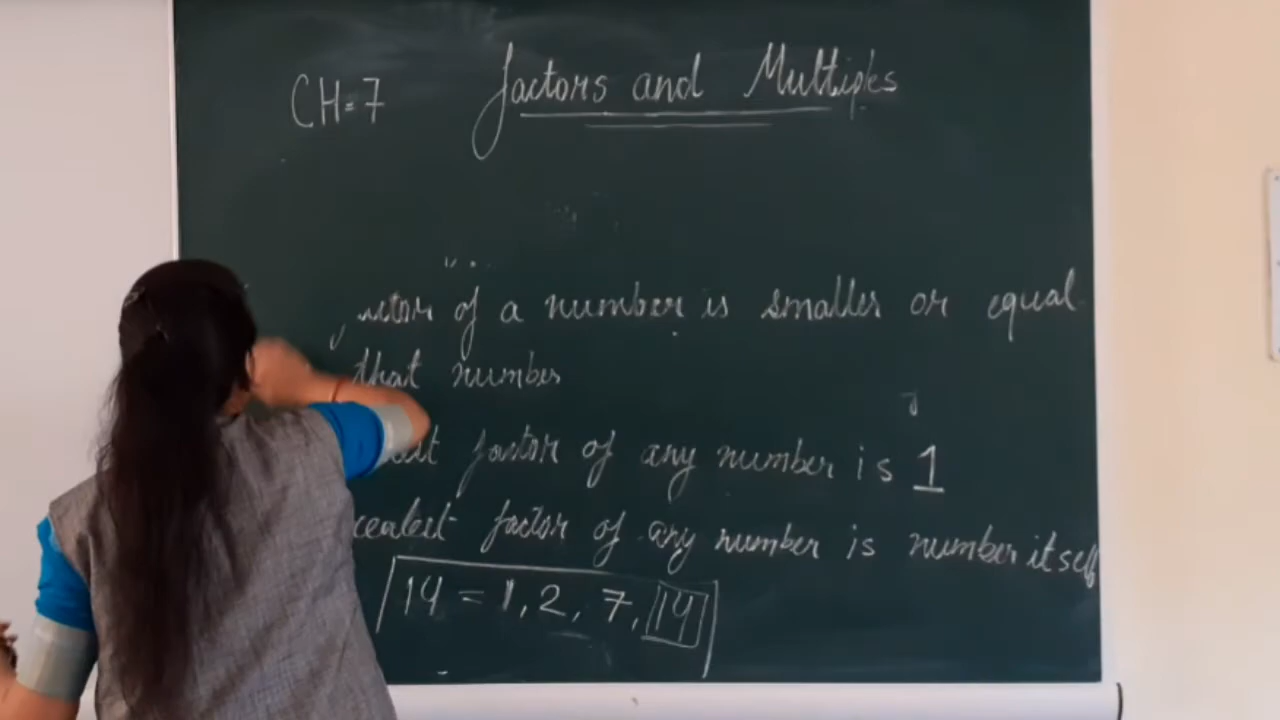 CH=7 Factors and Multiples
of a number is smaller or equal
that number
factor of any number is 1
factor of any number is number itself
14 = 1, 2, 7, 14